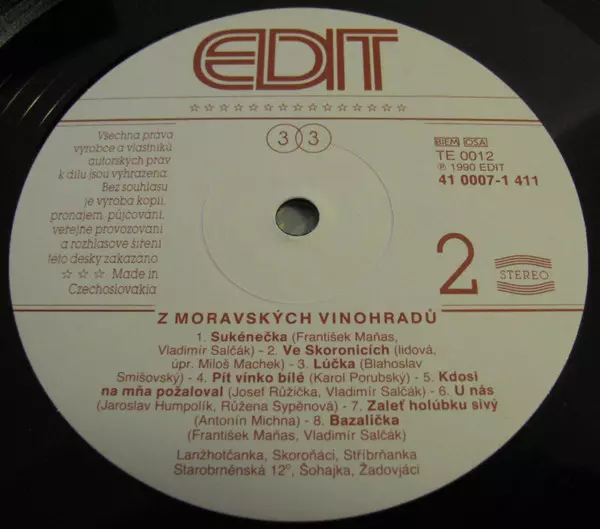 EDIT
☆ ☆ ☆ ☆ ☆ ☆ ☆ ☆ ☆ ☆ ☆ ☆ ☆ ☆ ☆
33
Všechna práva
výrobce a vlastníků
autorských práv
k dílu jsou vyhrazena.
Bez souhlasu
je výroba kopií,
pronájem, půjčování,
veřejné provozování
a rozhlasové šíření
této desky zakázáno
☆ ☆ ☆ Made in
Czechoslovakia
BIEM OSA
TE 0012
℗ 1990 EDIT
41 0007-1 411
2
STEREO
Z MORAVSKÝCH VINOHRADŮ
1. Sukénečka (František Maňas,
Vladimír Salčák) - 2. Ve Skoronicích (lidová,
úpr. Miloš Machek) - 3. Lúčka (Blahoslav
Smišovský) - 4. Pít vínko bílé (Karol Porubský) - 5. Kdosi
na mňa požaloval (Josef Růžička, Vladimír Salčák) - 6. U nás
(Jaroslav Humpolík, Růžena Sypěnová) - 7. Zaleť holúbku sivý
(Antonín Michna) - 8. Bazalička
(František Maňas, Vladimír Salčák)
Lanžhotčanka, Skoroňáci, Stříbrňanka
Starobrněnská 12°, Šohajka, Žadovjáci